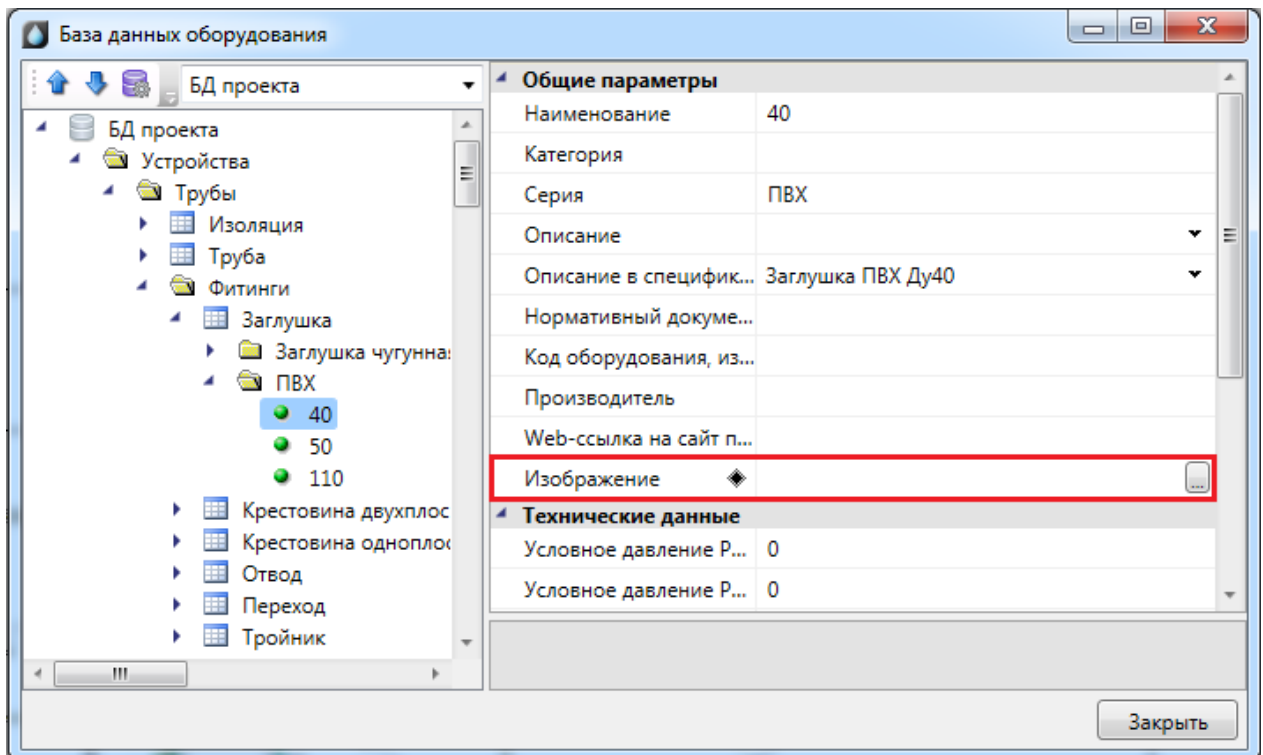 База данных оборудования
БД проекта
БД проекта
Устройства
Трубы
Изоляция
Труба
Фитинги
Заглушка
Заглушка чугунна
ПВХ
40
50
110
Крестовина двухплос
Крестовина одноплос
Отвод
Переход
Тройник
Общие параметры
Наименование 40
Категория
Серия ПВХ
Описание
Описание в специфик... Заглушка ПВХ Ду40
Нормативный докуме...
Код оборудования, из...
Производитель
Web-ссылка на сайт п...
Изображение ...
Технические данные
Условное давление Р... 0
Условное давление Р... 0
Закрыть